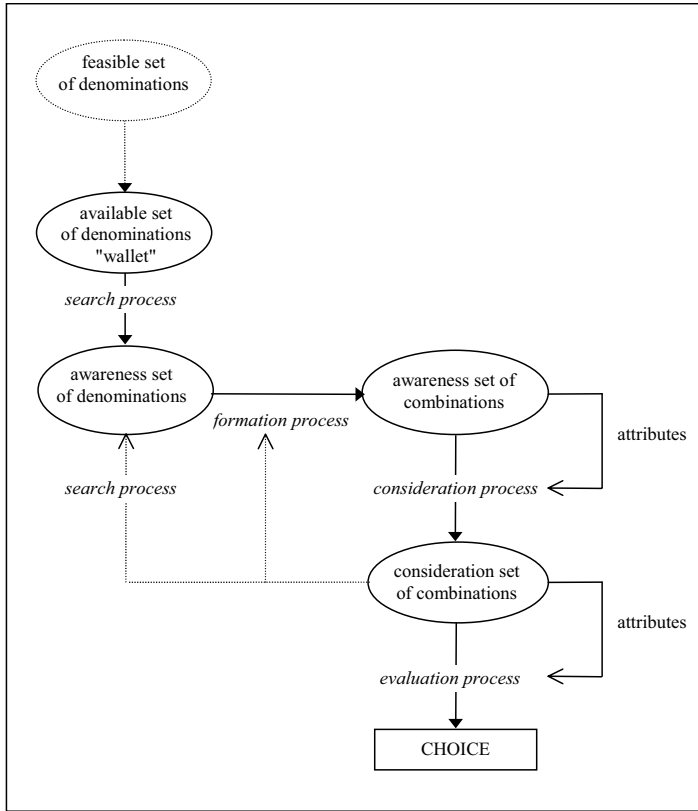 feasible set
of denominations
available set
of denominations
"wallet"
search process
awareness set
of denominations
formation process
awareness set of
combinations
attributes
search process
consideration process
consideration set
of combinations
attributes
evaluation process
CHOICE